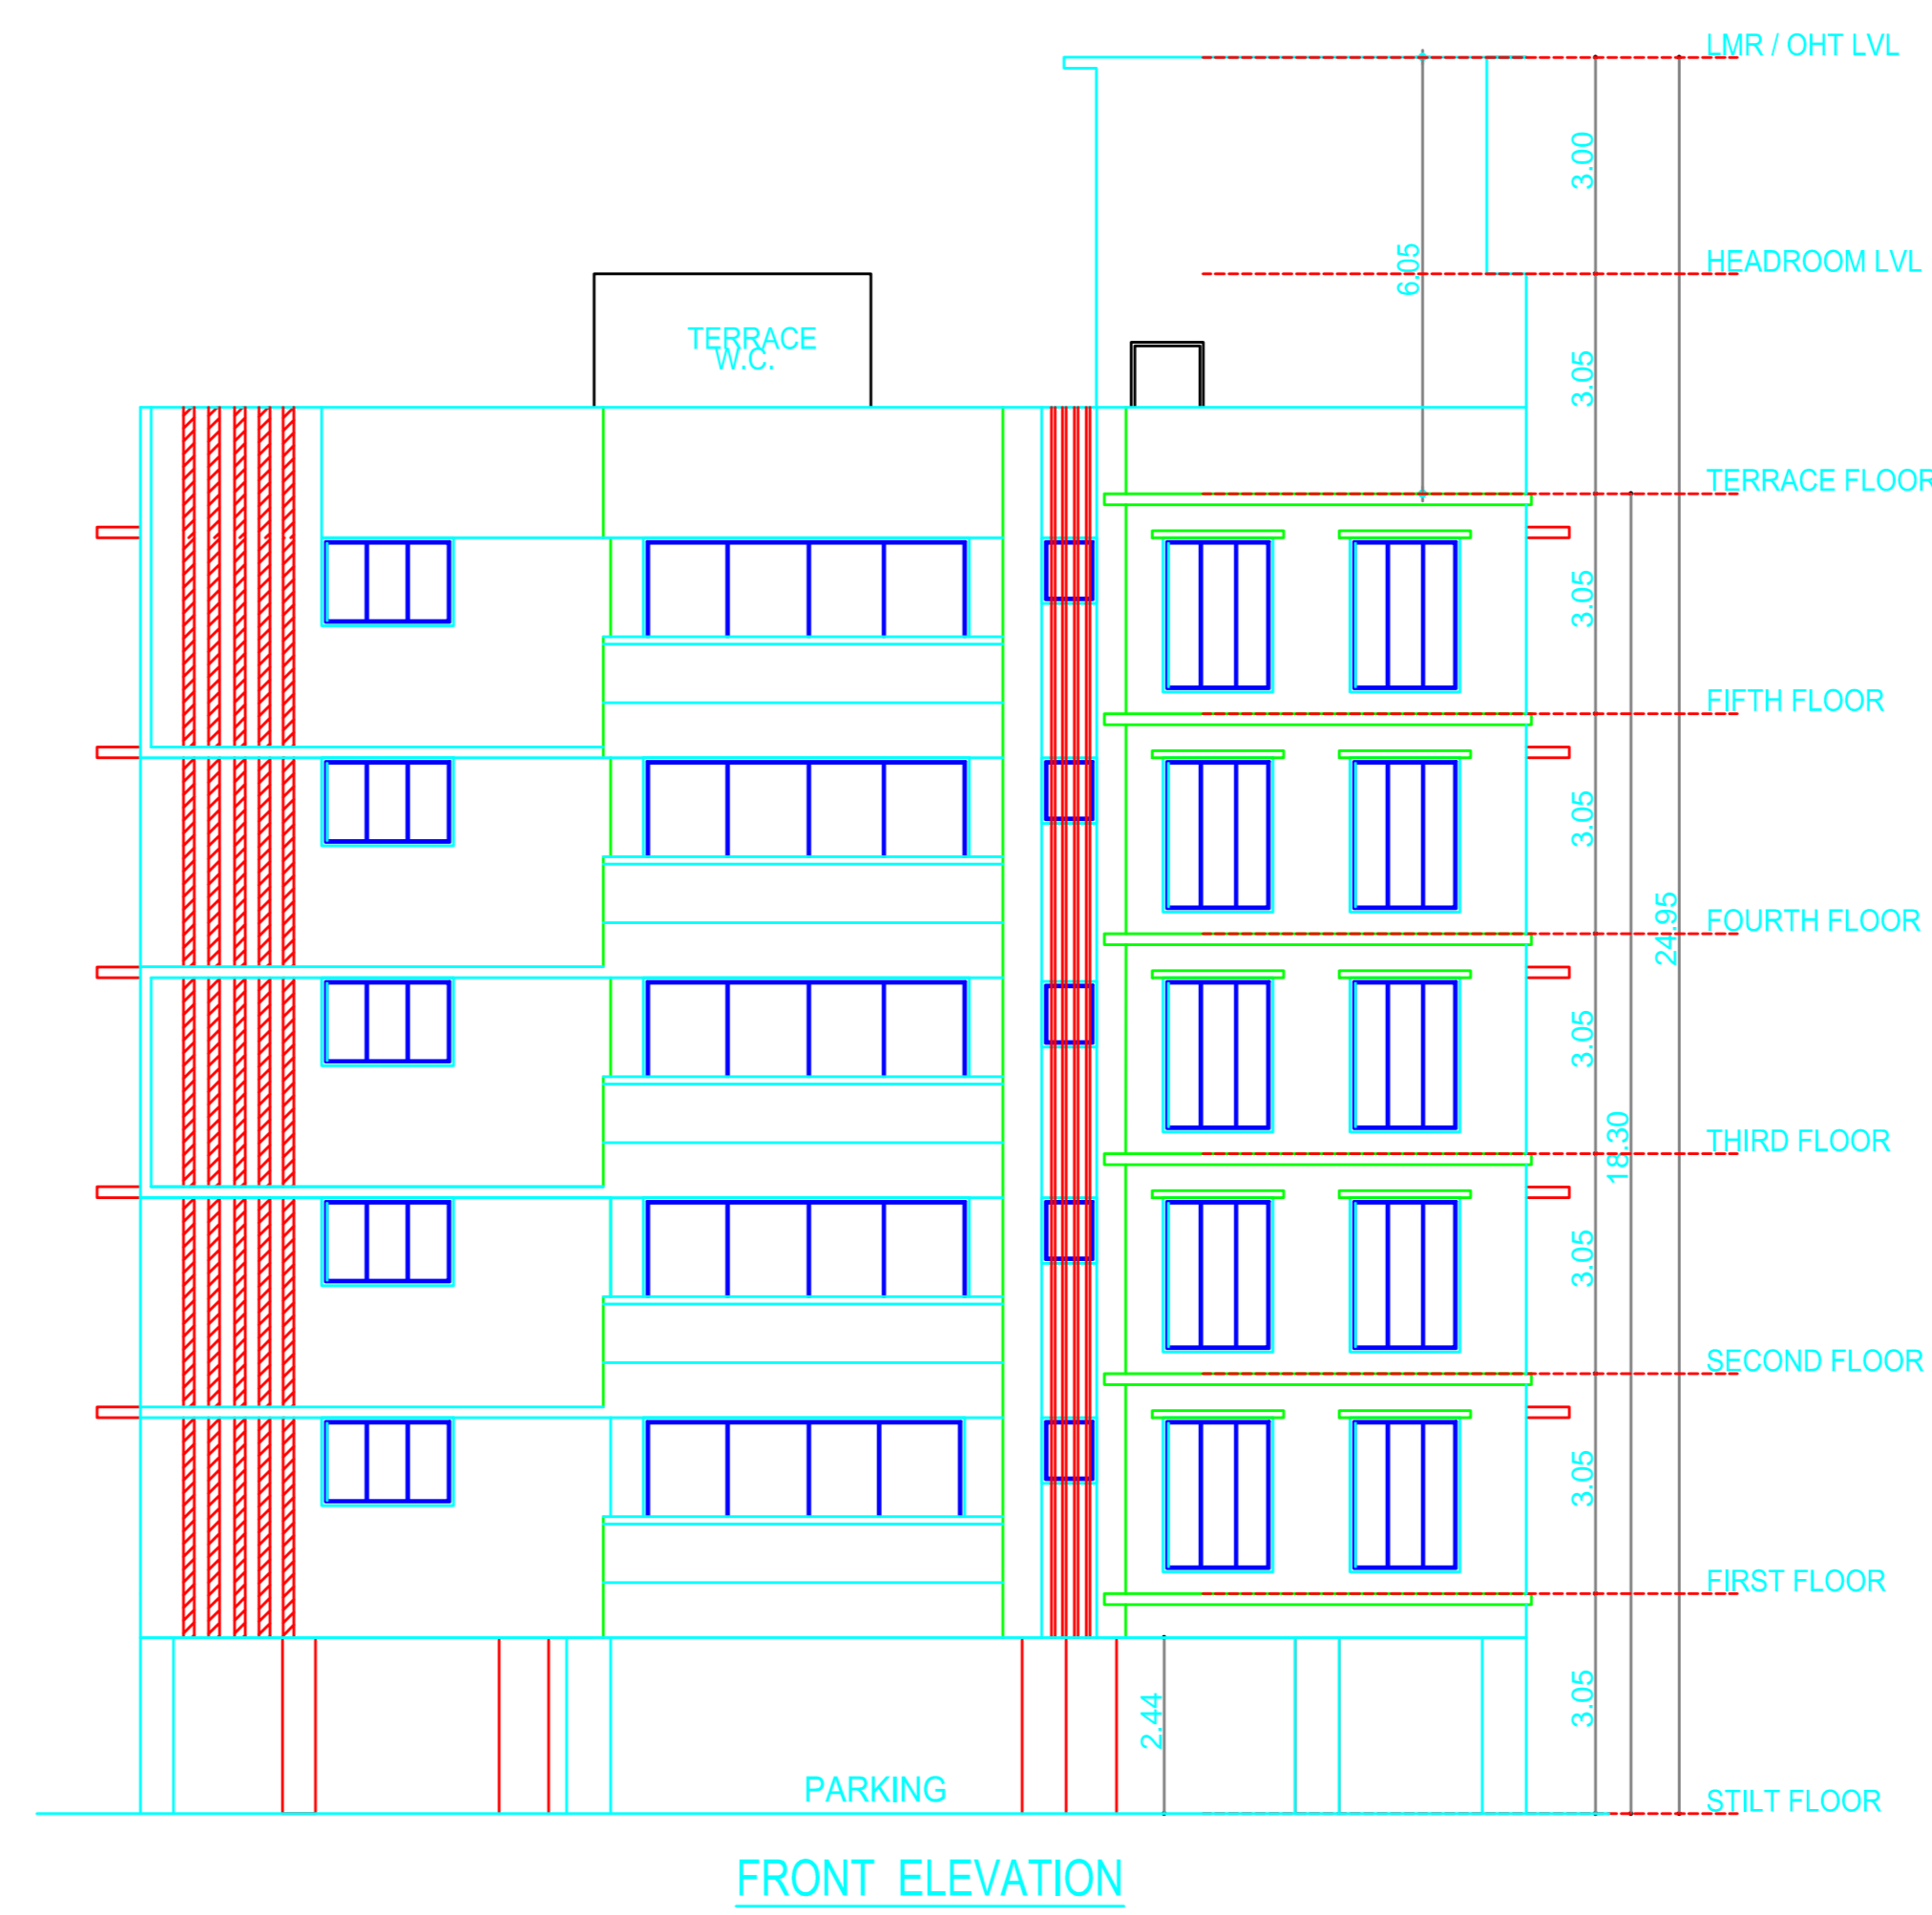 LMR / OHT LVL
3.00
6.05
HEADROOM LVL
TERRACE
W.C.
3.05
TERRACE FLOOR
3.05
FIFTH FLOOR
3.05
24.95
FOURTH FLOOR
3.05
18.30
THIRD FLOOR
3.05
SECOND FLOOR
3.05
FIRST FLOOR
3.05
2.44
PARKING
STILT FLOOR
FRONT ELEVATION